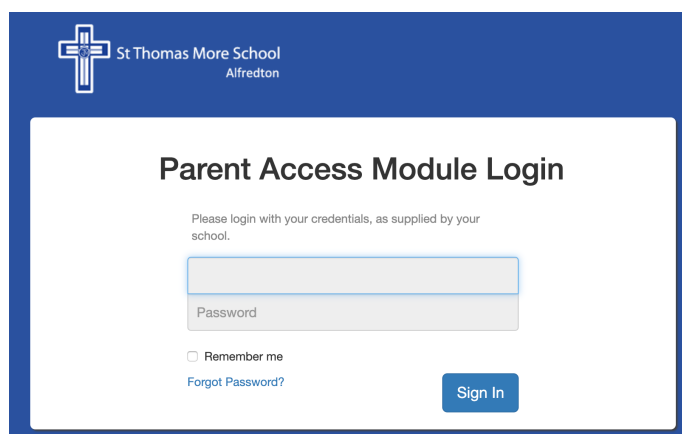 St Thomas More School
Alfredton
Parent Access Module Login
Please login with your credentials, as supplied by your
school.
Password
Remember me
Forgot Password?
Sign In